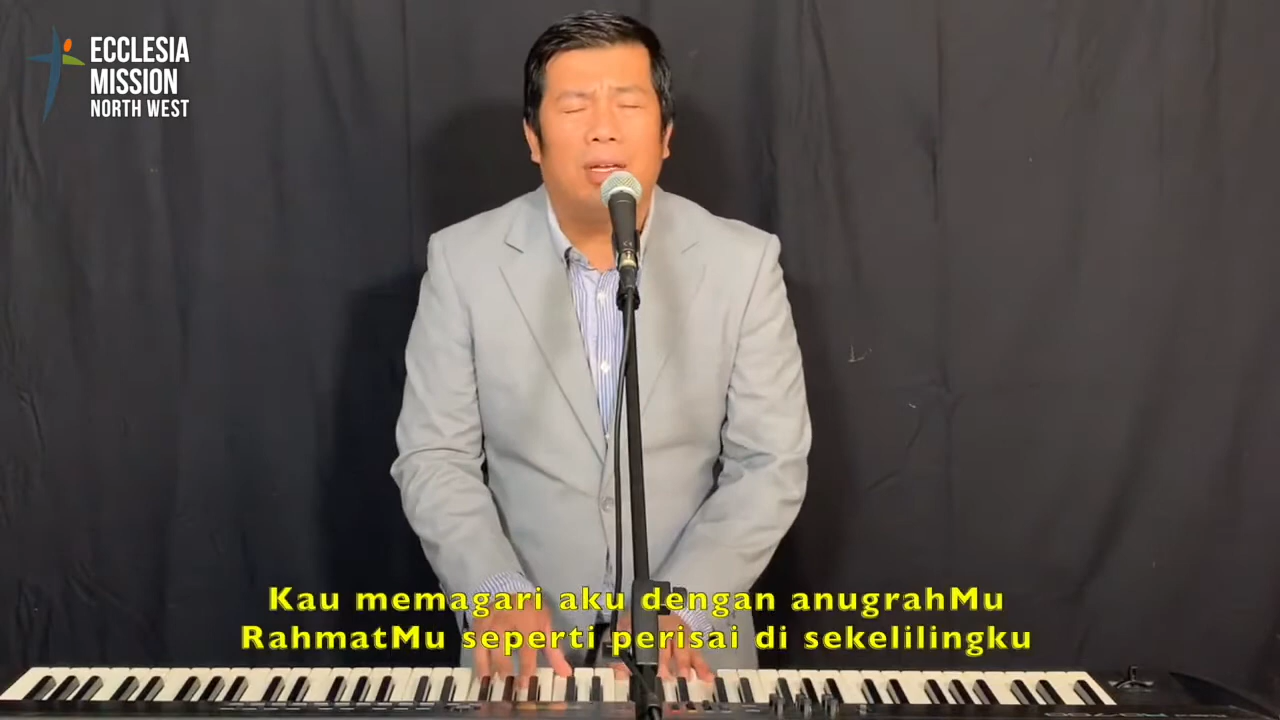 ECCLESIA
MISSION
NORTH WEST
Kau memagari aku dengan anugrahMu
RahmatMu seperti perisai di sekelilingku